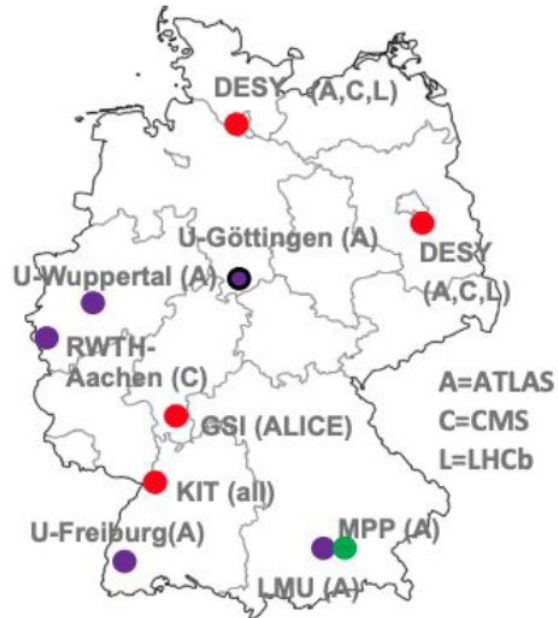 DESY (A,C,L)
U-Göttingen (A)
DESY
(A,C,L)
U-Wuppertal (A)
RWTH-
Aachen (C)
A=ATLAS
C=CMS
L=LHCb
GSI (ALICE)
KIT (all)
U-Freiburg(A)
MPP (A)
LMU (A)